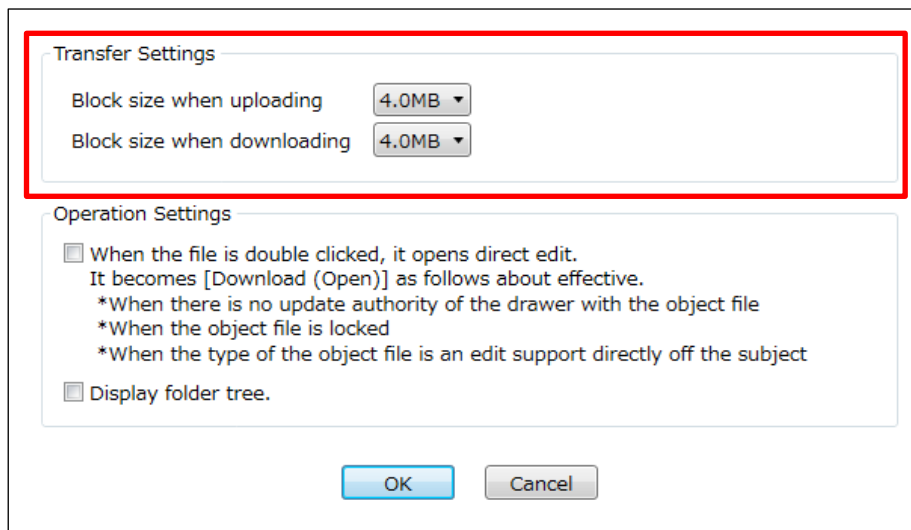 Transfer Settings
Block size when uploading 4.0MB
Block size when downloading 4.0MB
Operation Settings
When the file is double clicked, it opens direct edit.
It becomes [Download (Open)] as follows about effective.
*When there is no update authority of the drawer with the object file
*When the object file is locked
*When the type of the object file is an edit support directly off the subject
Display folder tree.
OK Cancel